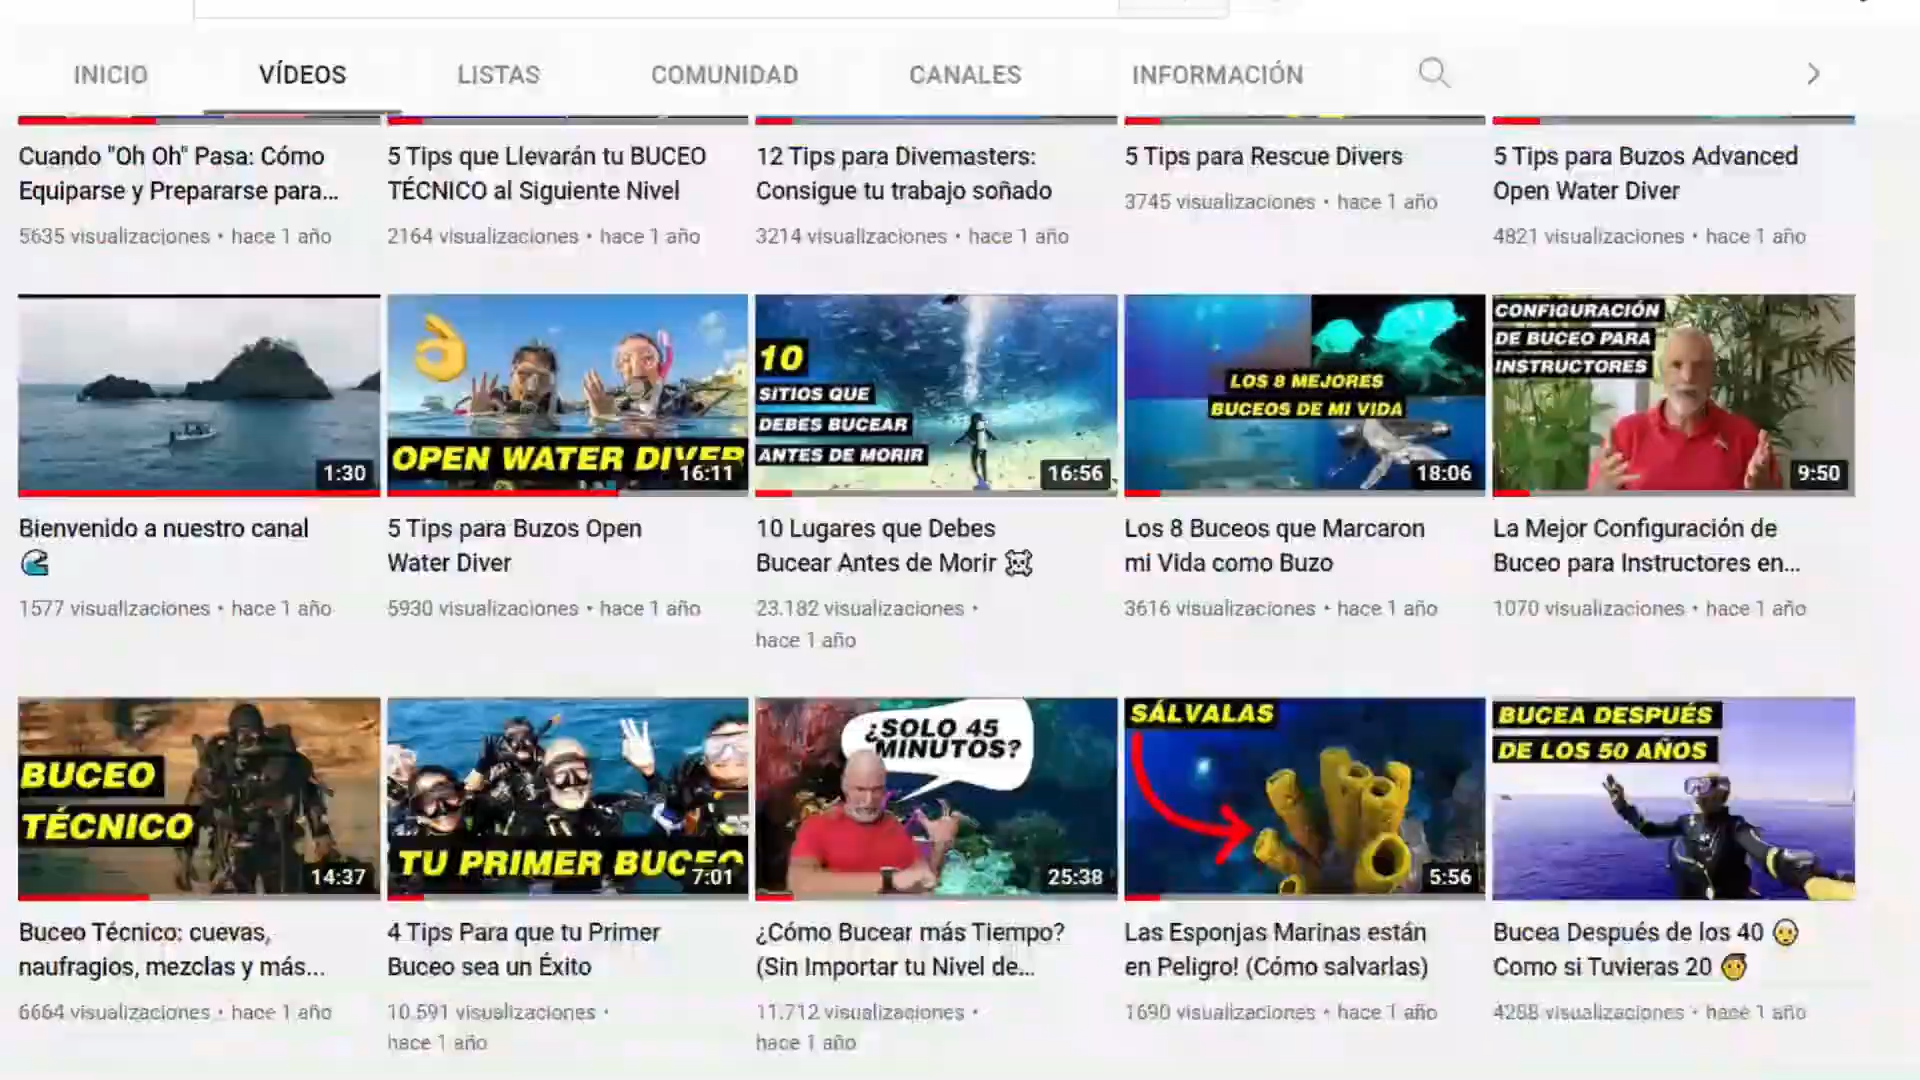 INICIO
VÍDEOS
LISTAS
COMUNIDAD
CANALES
INFORMACIÓN
Cuando "Oh Oh" Pasa: Cómo
Equiparse y Prepararse para...
5635 visualizaciones • hace 1 año
5 Tips que Llevarán tu BUCEO
TÉCNICO al Siguiente Nivel
2164 visualizaciones • hace 1 año
12 Tips para Divemasters:
Consigue tu trabajo soñado
3214 visualizaciones • hace 1 año
5 Tips para Rescue Divers
3745 visualizaciones • hace 1 año
5 Tips para Buzos Advanced
Open Water Diver
4821 visualizaciones • hace 1 año
1:30
Bienvenido a nuestro canal
1577 visualizaciones • hace 1 año
OPEN WATER DIVER
16:11
5 Tips para Buzos Open
Water Diver
5930 visualizaciones • hace 1 año
10
SITIOS QUE
DEBES BUCEAR
ANTES DE MORIR
16:56
10 Lugares que Debes
Bucear Antes de Morir
23.182 visualizaciones •
hace 1 año
LOS 8 MEJORES
BUCEOS DE MI VIDA
18:06
Los 8 Buceos que Marcaron
mi Vida como Buzo
3616 visualizaciones • hace 1 año
CONFIGURACIÓN
DE BUCEO PARA
INSTRUCTORES
9:50
La Mejor Configuración de
Buceo para Instructores en...
1070 visualizaciones • hace 1 año
BUCEO
TÉCNICO
14:37
Buceo Técnico: cuevas,
naufragios, mezclas y más...
6664 visualizaciones • hace 1 año
TU PRIMER BUCEO
7:01
4 Tips Para que tu Primer
Buceo sea un Éxito
10.591 visualizaciones •
hace 1 año
¿SOLO 45
MINUTOS?
25:38
¿Cómo Bucear más Tiempo?
(Sin Importar tu Nivel de...
11.712 visualizaciones •
hace 1 año
SÁLVALAS
5:56
Las Esponjas Marinas están
en Peligro! (Cómo salvarlas)
1690 visualizaciones • hace 1 año
BUCEA DESPUÉS
DE LOS 50 AÑOS
Bucea Después de los 40
Como si Tuvieras 20
4288 visualizaciones • hace 1 año